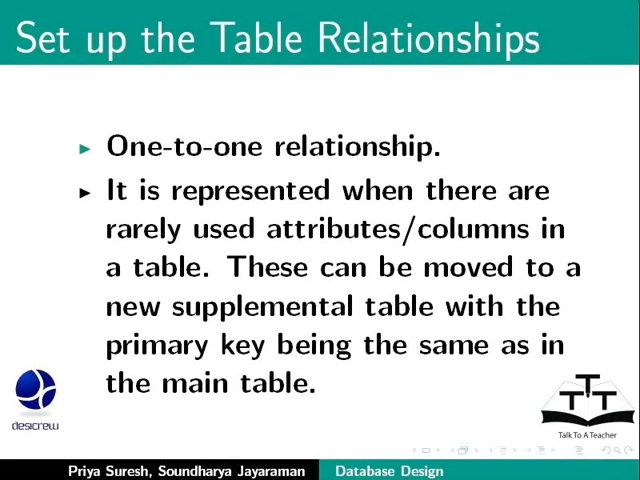 Set up the Table Relationships
One-to-one relationship.
It is represented when there are
rarely used attributes/columns in
a table. These can be moved to a
new supplemental table with the
primary key being the same as in
the main table.
desicrew
TTT
Talk To A Teacher
Priya Suresh, Soundharya Jayaraman
Database Design